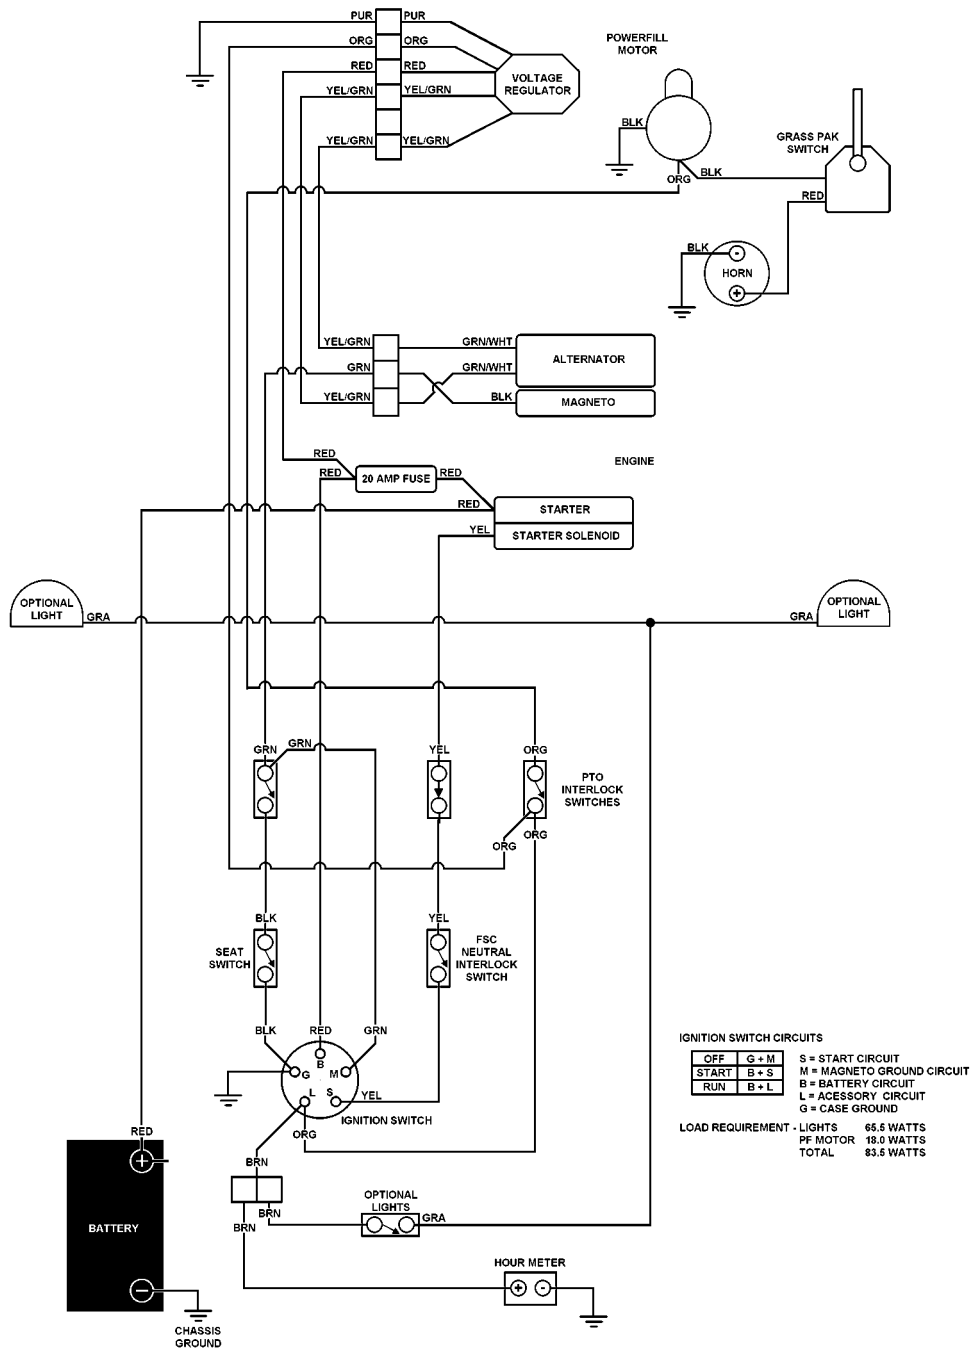 PUR
PUR
ORG
ORG
RED
RED
YEL/GRN
YEL/GRN
YEL/GRN
YEL/GRN
VOLTAGE
REGULATOR
POWERFILL
MOTOR
BLK
ORG
BLK
GRASS PAK
SWITCH
RED
BLK
-
HORN
+
YEL/GRN
GRN/WHT
GRN
GRN/WHT
YEL/GRN
BLK
ALTERNATOR
MAGNETO
RED
RED
20 AMP FUSE
RED
ENGINE
RED
STARTER
YEL
STARTER SOLENOID
OPTIONAL
LIGHT
GRA
GRA
OPTIONAL
LIGHT
GRN
GRN
YEL
ORG
PTO
INTERLOCK
SWITCHES
ORG
ORG
BLK
YEL
SEAT
SWITCH
FSC
NEUTRAL
INTERLOCK
SWITCH
BLK
RED
GRN
B
G
M
L
S
YEL
IGNITION SWITCH
ORG
BRN
IGNITION SWITCH CIRCUITS
OFF G + M
START B + S
RUN B + L
S = START CIRCUIT
M = MAGNETO GROUND CIRCUIT
B = BATTERY CIRCUIT
L = ACESSORY CIRCUIT
G = CASE GROUND
LOAD REQUIREMENT - LIGHTS 65.5 WATTS
PF MOTOR 18.0 WATTS
TOTAL 83.5 WATTS
RED
+
BATTERY
-
CHASSIS
GROUND
BRN
BRN
OPTIONAL
LIGHTS
GRA
HOUR METER
+ -